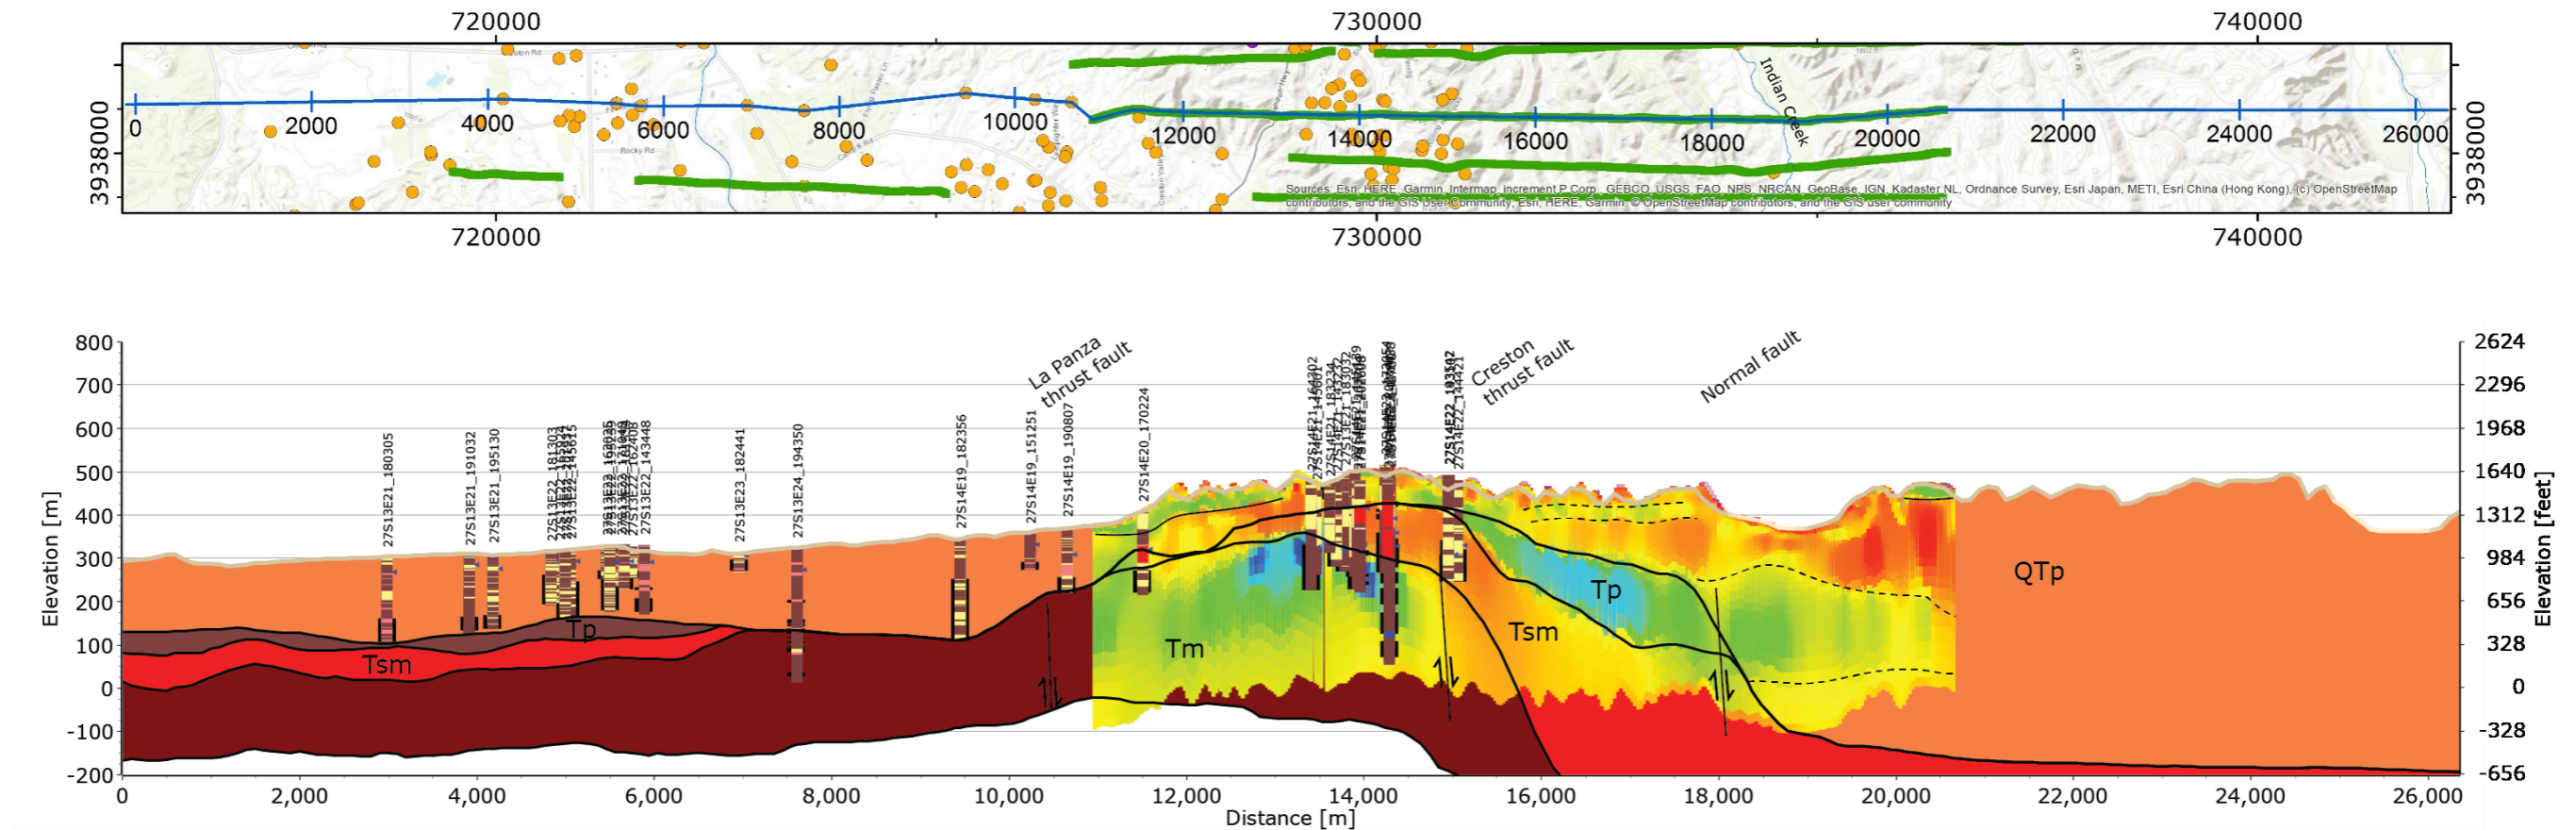 720000
730000
740000
3938000
3938000
Rocky Rd
Indian Creek
0
2000
4000
6000
8000
10000
12000
14000
16000
18000
20000
22000
24000
26000
Sources: Esri, HERE, Garmin, Intermap, increment P Corp., GEBCO, USGS, FAO, NPS, NRCAN, GeoBase, IGN, Kadaster NL, Ordnance Survey, Esri Japan, METI, Esri China (Hong Kong), (c) OpenStreetMap
contributors, and the GIS User Community, Esri, HERE, Garmin, © OpenStreetMap contributors, and the GIS user community
720000
730000
740000
La Panza
thrust fault
Creston
thrust fault
Normal fault
Elevation [m]
800
700
600
500
400
300
200
100
0
-100
-200
27S13E21_180305
27S13E21_191032
27S13E21_195130
27S13E22_181303
27S13E22_143448
27S13E23_182441
27S13E24_194350
27S14E19_182356
27S14E19_151251
27S14E19_190807
27S14E20_170224
27S14E22_144421
Tp
Tsm
Tm
Tp
Tsm
QTp
2624
2296
1968
1640
1312
984
656
328
0
-328
-656
Elevation [feet]
0
2,000
4,000
6,000
8,000
10,000
12,000
14,000
16,000
18,000
20,000
22,000
24,000
26,000
Distance [m]